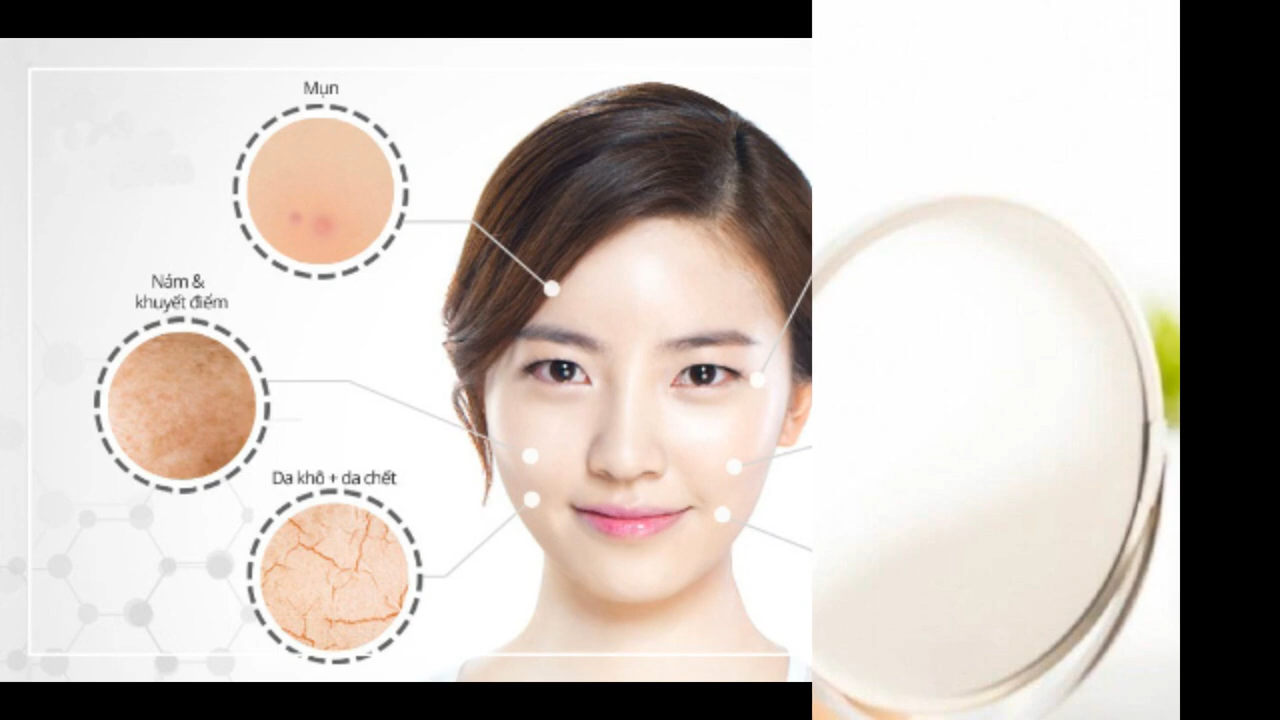 Mụn
Nám &
khuyết điểm
Da khô + da chết